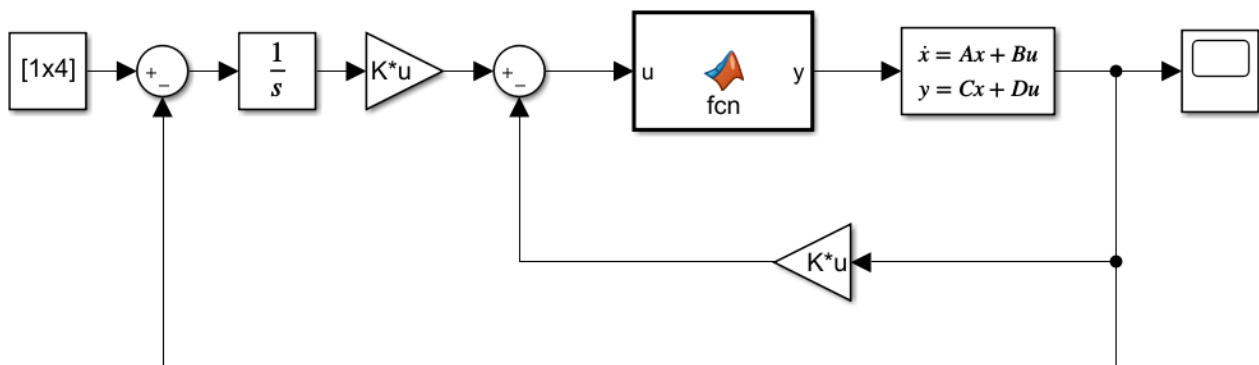 [1x4]
+
−
1
s
K*u
+
−
u
y
fcn
ẋ = Ax + Bu
y = Cx + Du
K*u